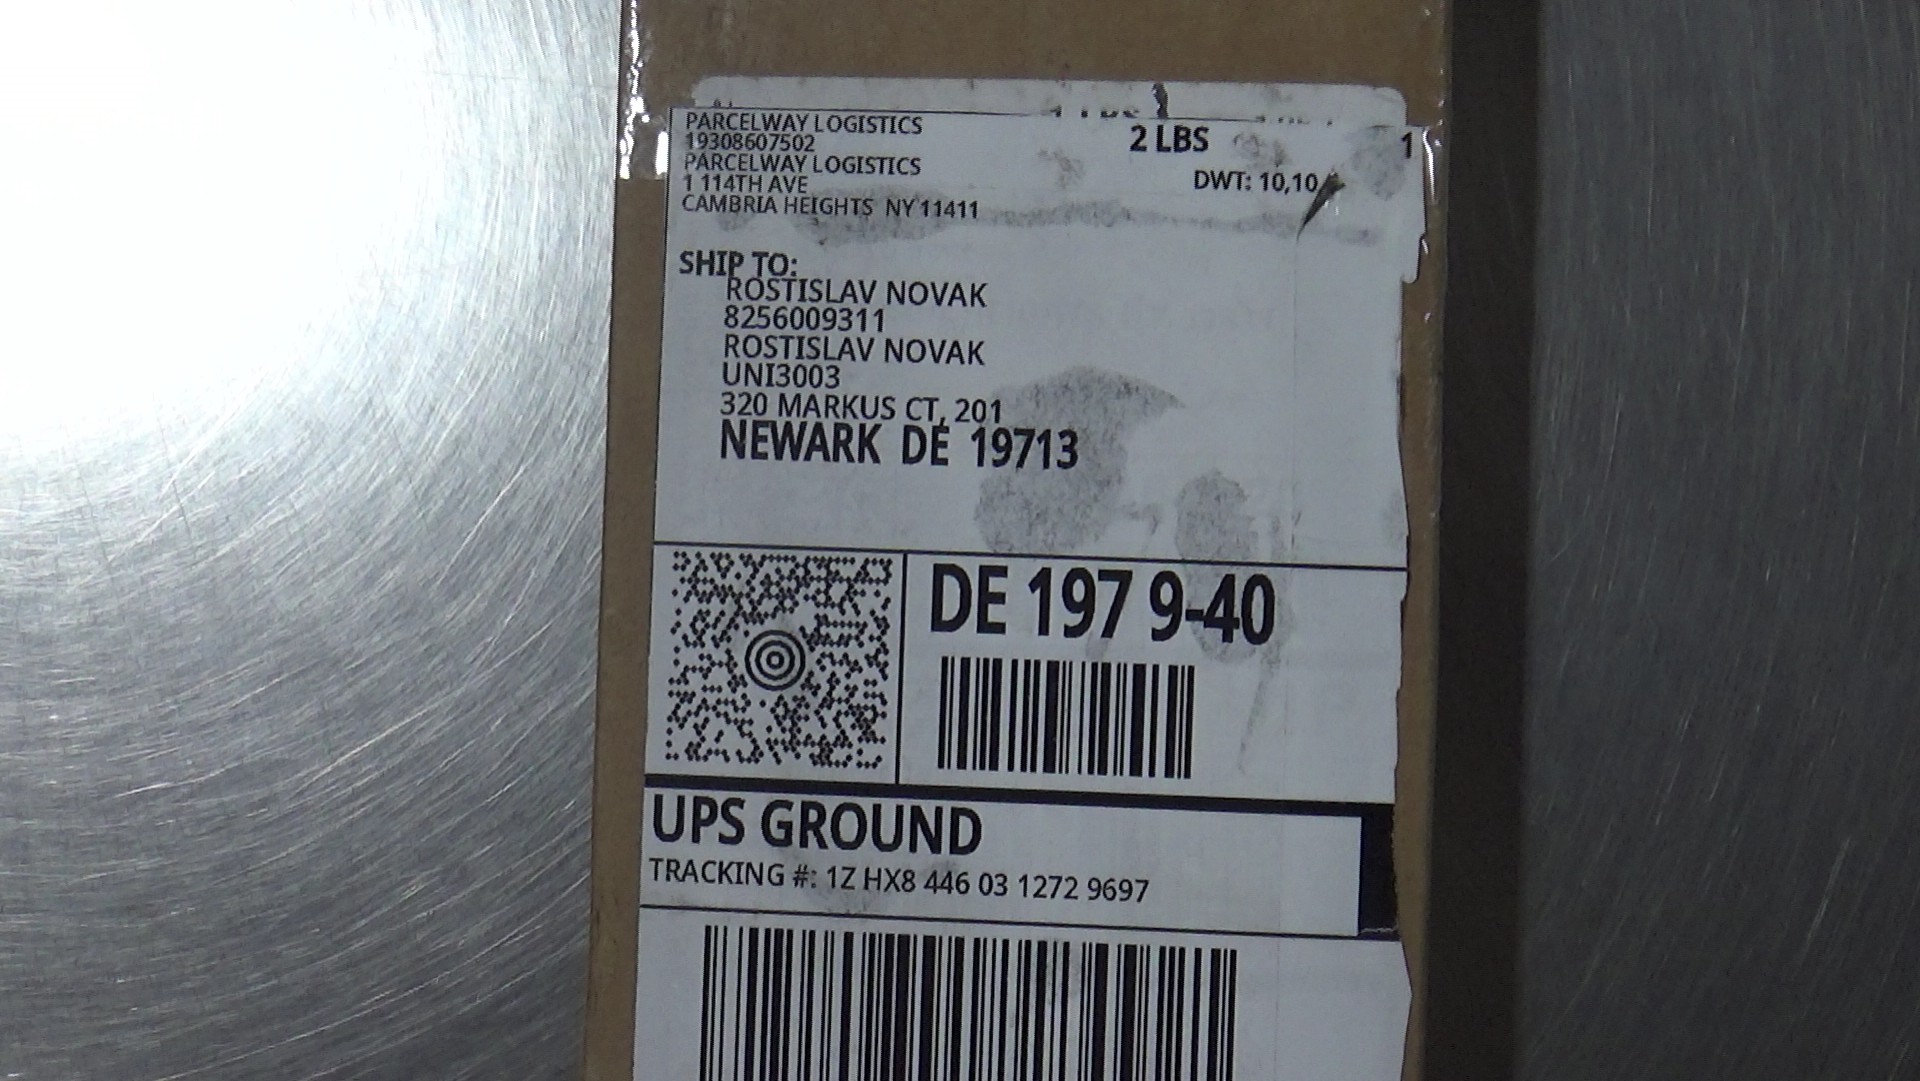 PARCELWAY LOGISTICS
19308607502
PARCELWAY LOGISTICS
1 114TH AVE
CAMBRIA HEIGHTS NY 11411
2 LBS
1
DWT: 10,10
SHIP TO:
ROSTISLAV NOVAK
8256009311
ROSTISLAV NOVAK
UNI3003
320 MARKUS CT, 201
NEWARK DE 19713
DE 197 9-40
UPS GROUND
TRACKING #: 1Z HX8 446 03 1272 9697